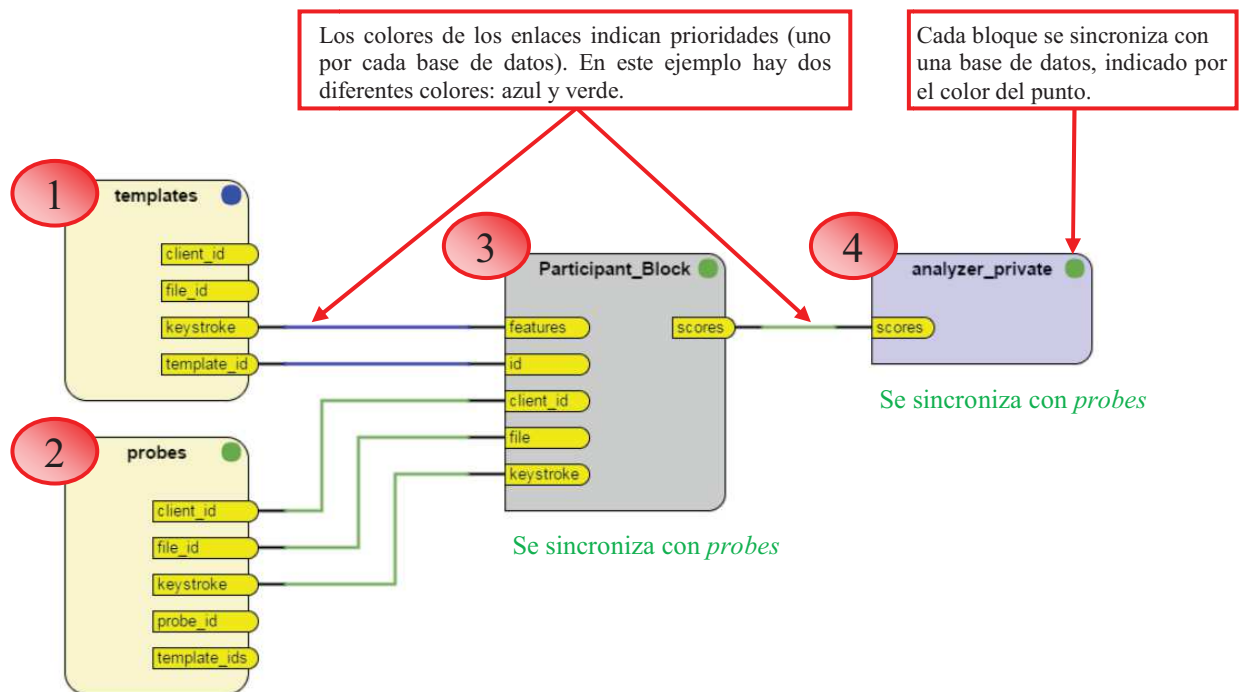 Los colores de los enlaces indican prioridades (uno
por cada base de datos). En este ejemplo hay dos
diferentes colores: azul y verde.
Cada bloque se sincroniza con
una base de datos, indicado por
el color del punto.
1
templates
client_id
file_id
keystroke
template_id
2
probes
client_id
file_id
keystroke
probe_id
template_ids
3
Participant_Block
features
id
client_id
file
keystroke
scores
Se sincroniza con probes
4
analyzer_private
scores
Se sincroniza con probes